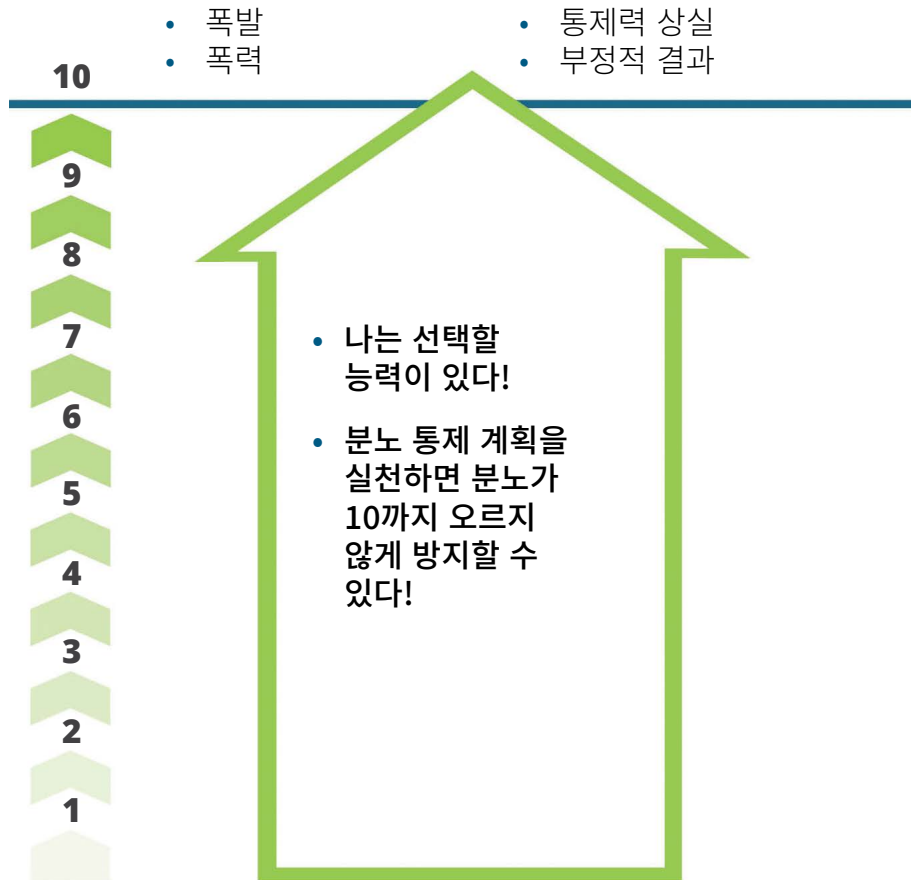 • 폭발
• 폭력
• 통제력 상실
• 부정적 결과
10
9
8
7
6
5
4
3
2
1
• 나는 선택할
능력이 있다!
• 분노 통제 계획을
실천하면 분노가
10까지 오르지
않게 방지할 수
있다!